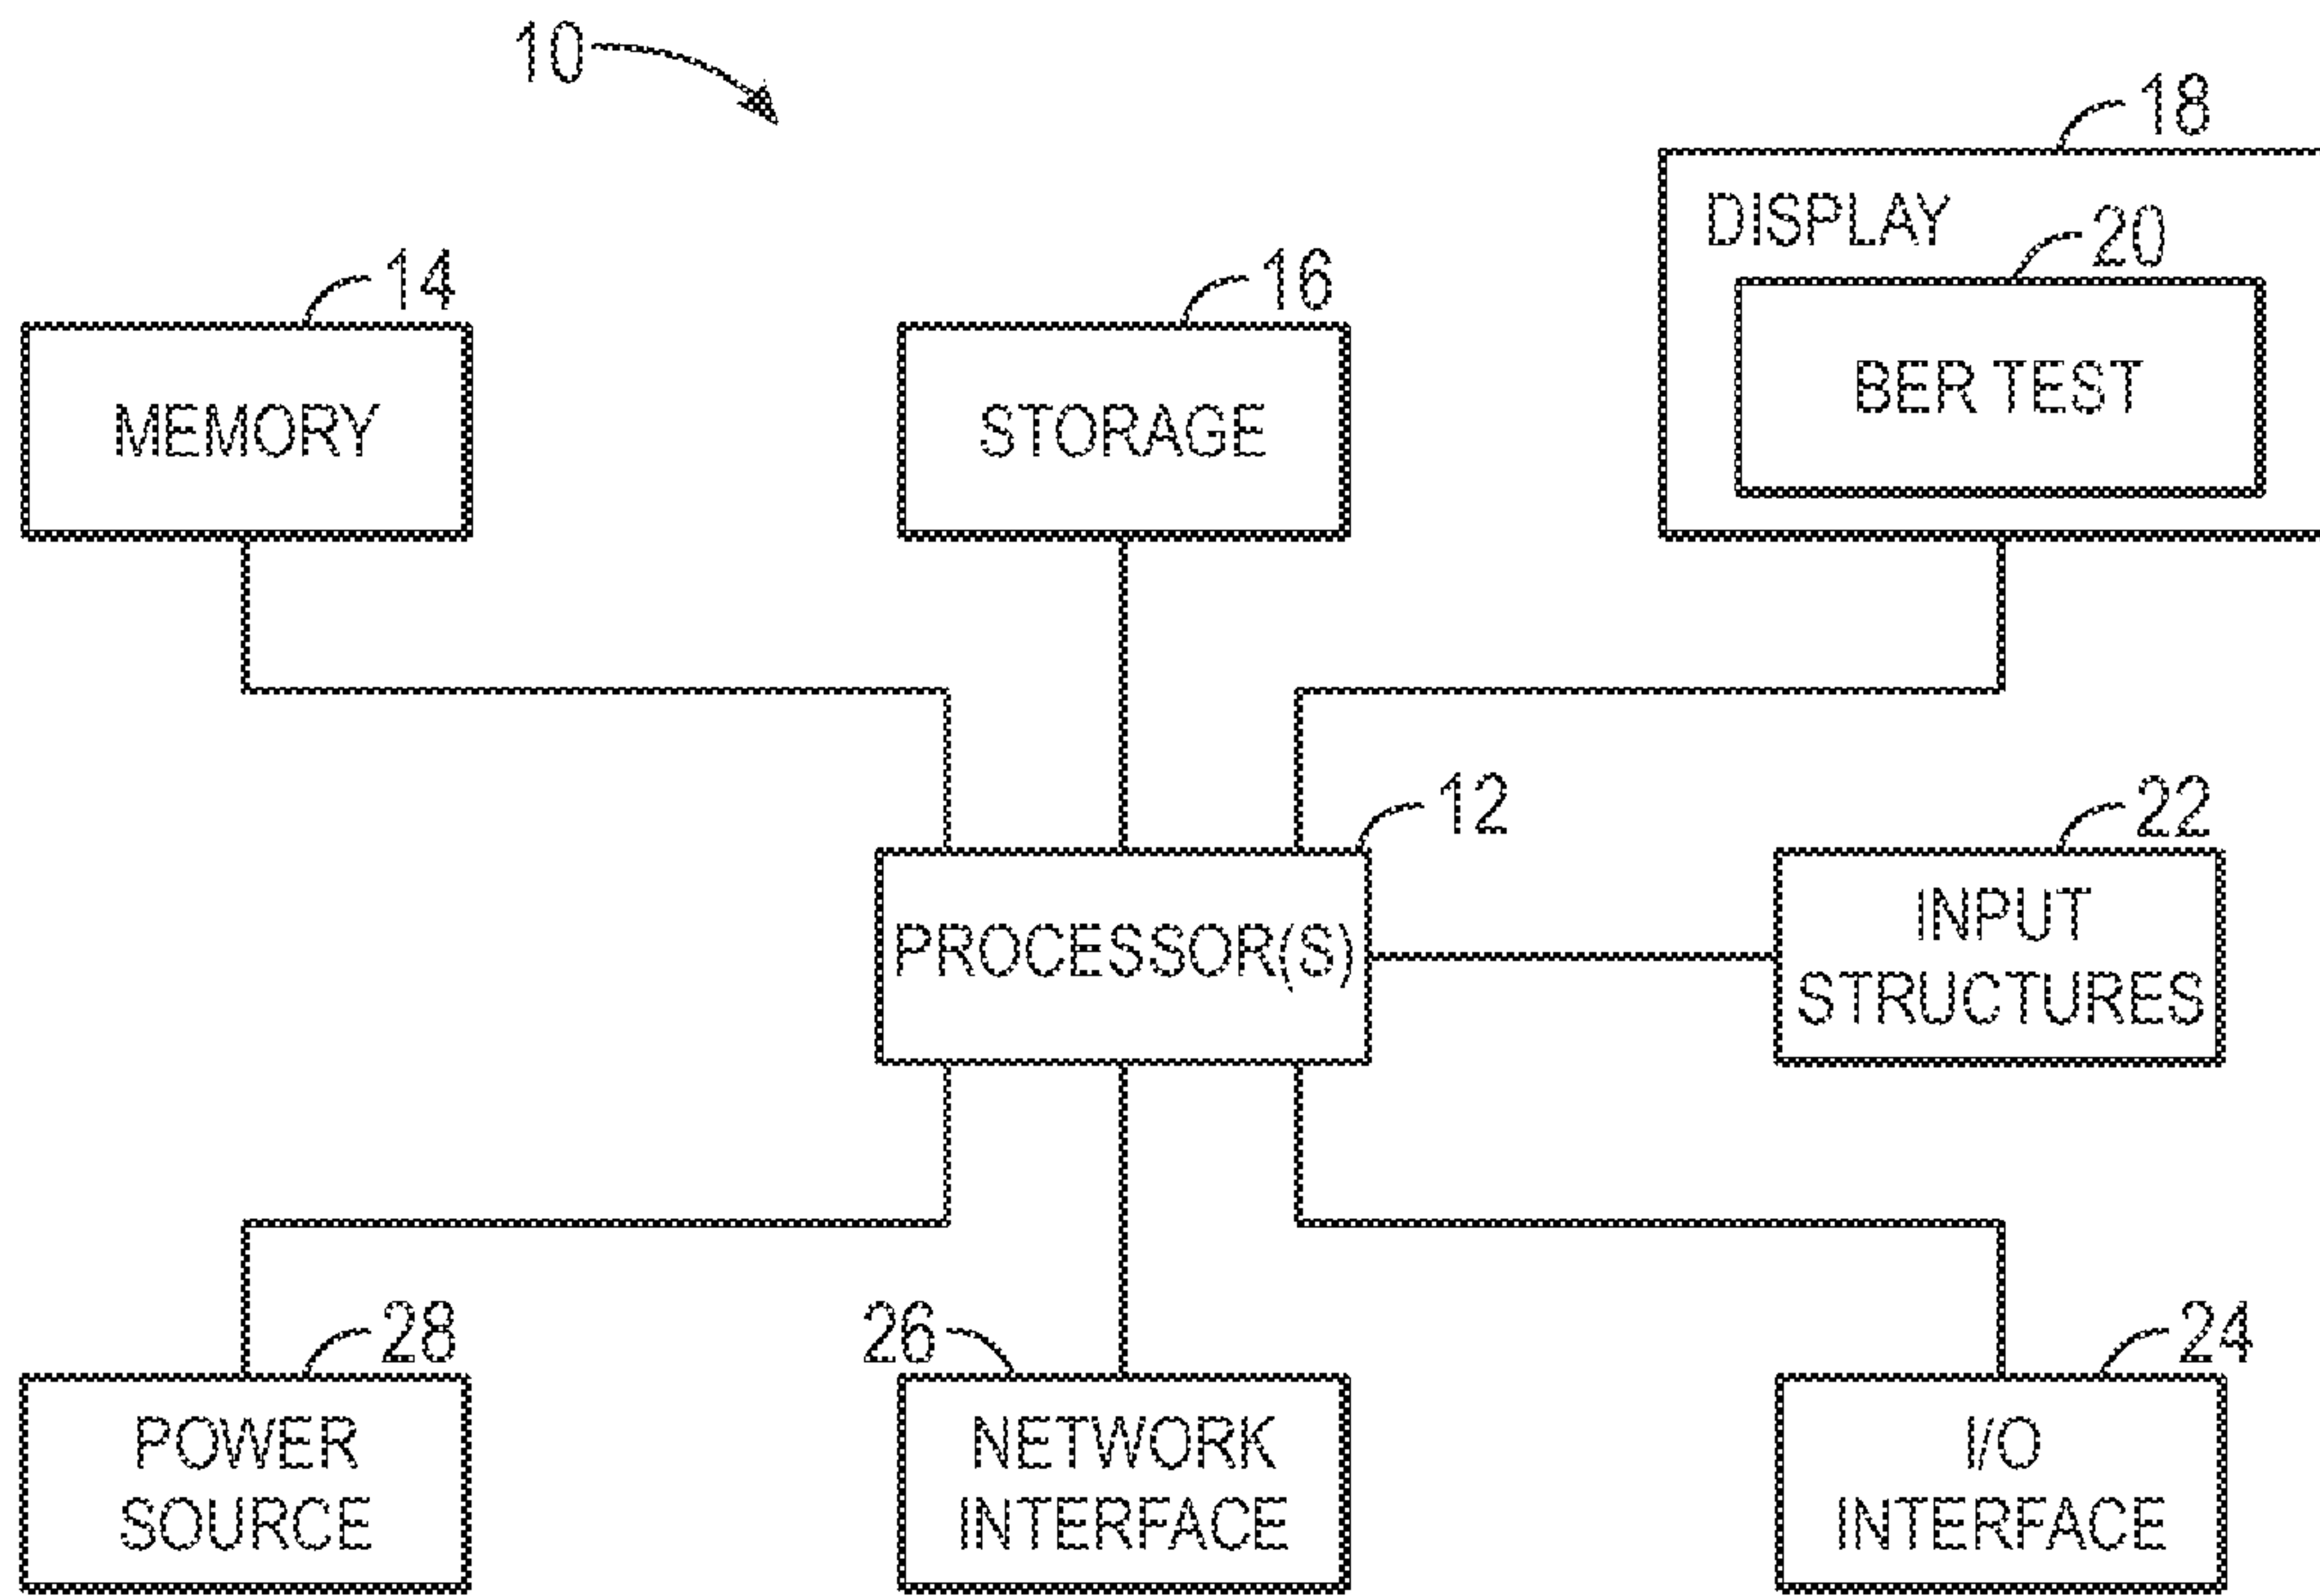 10
18
DISPLAY
20
14
16
BER TEST
MEMORY
STORAGE
12
22
PROCESSOR(S)
INPUT
STRUCTURES
28
26
24
POWER
SOURCE
NETWORK
INTERFACE
I/O
INTERFACE